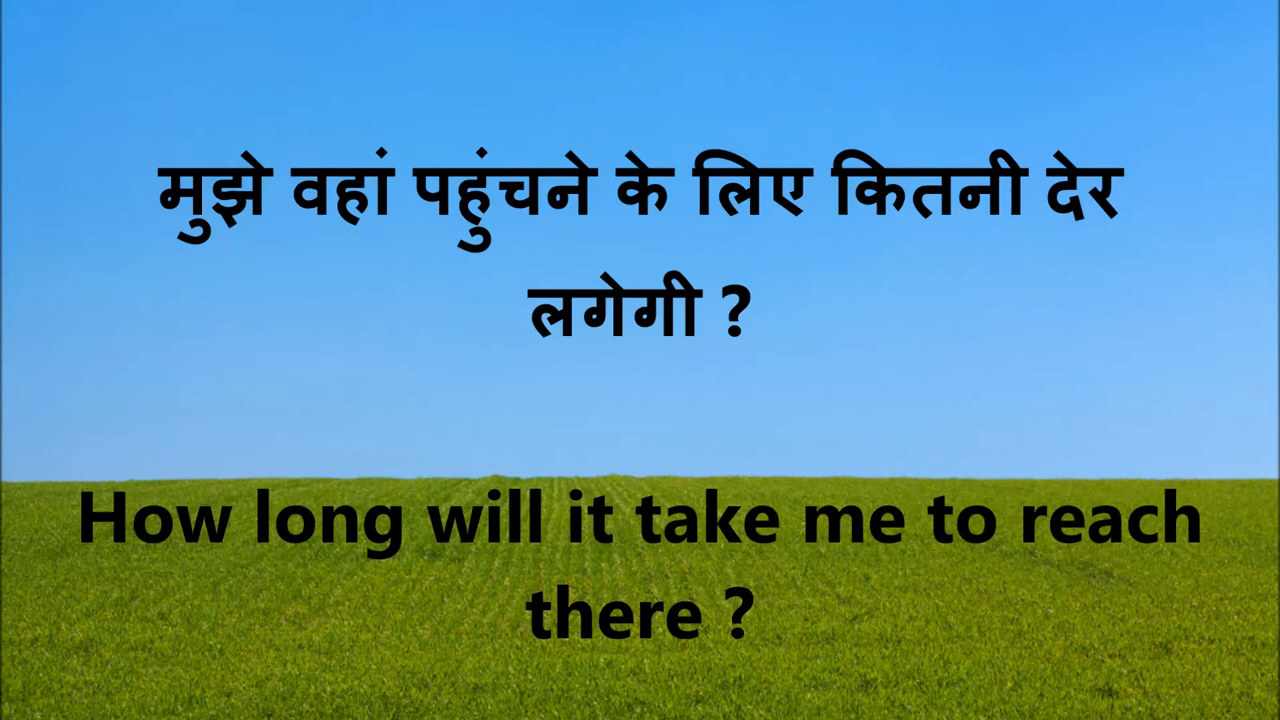 मुझे वहां पहुंचने के लिए कितनी देर
लगेगी ?
How long will it take me to reach
there ?